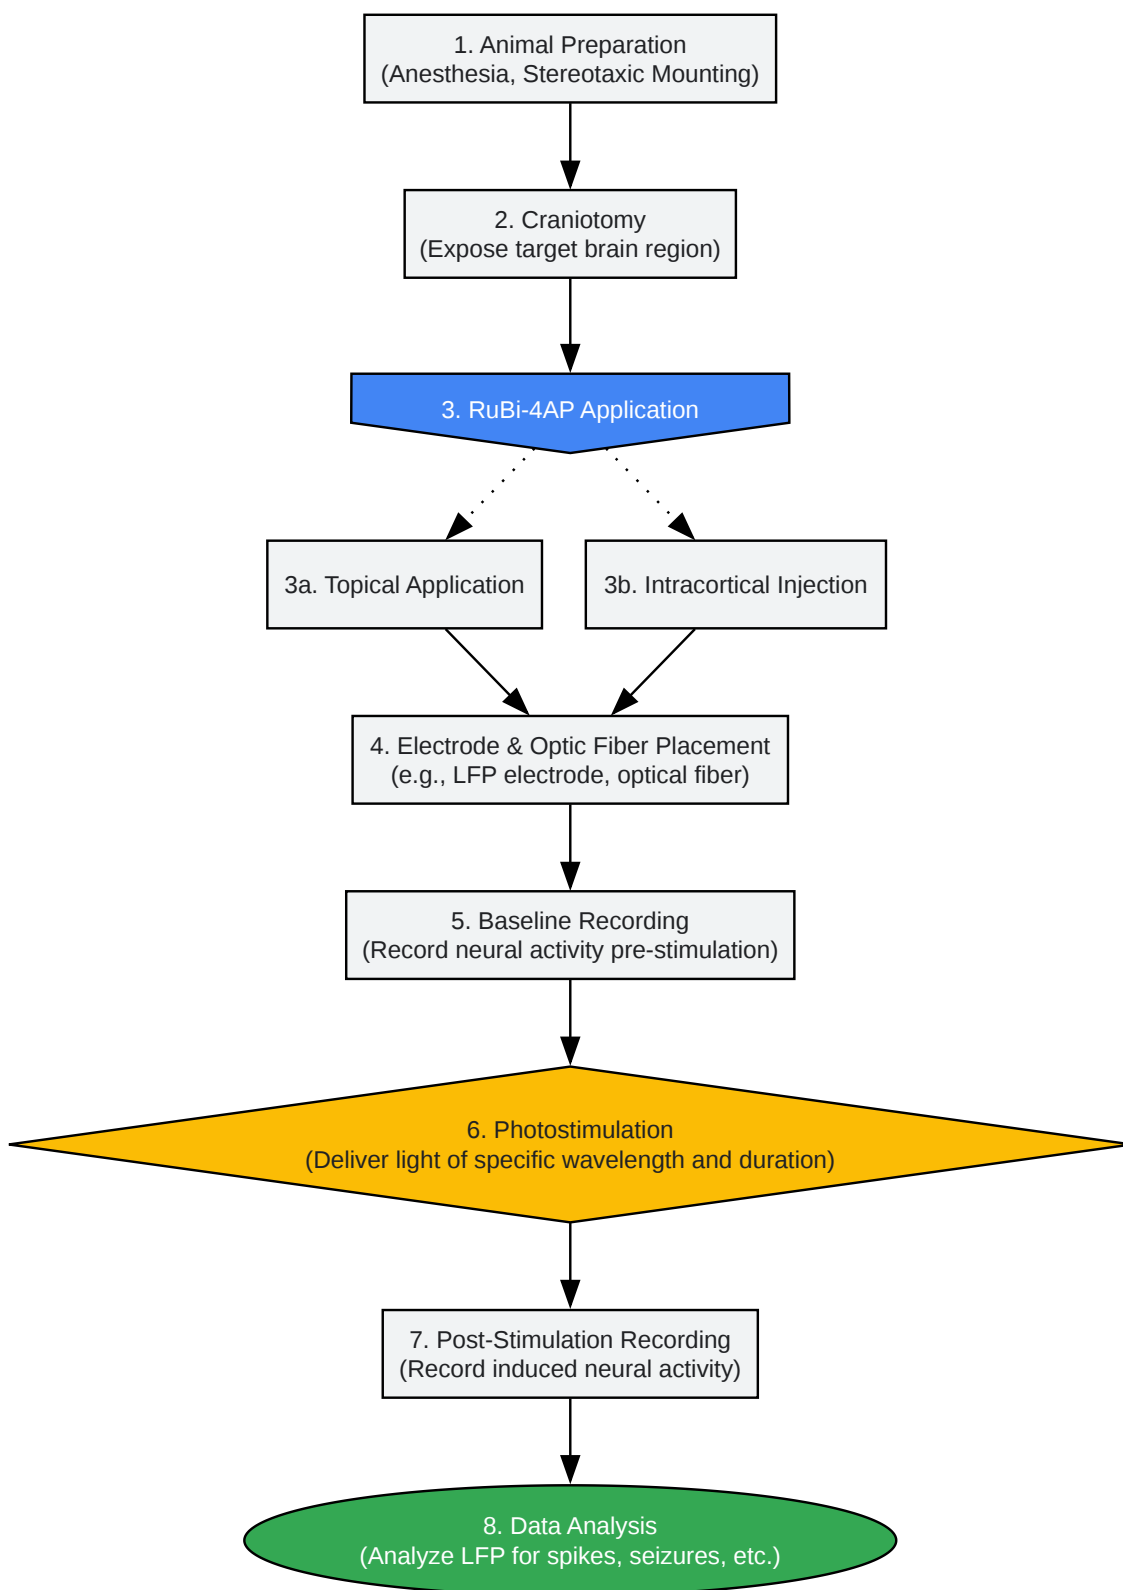 1. Animal Preparation
(Anesthesia, Stereotaxic Mounting)
2. Craniotomy
(Expose target brain region)
3. RuBi-4AP Application
3a. Topical Application
3b. Intracortical Injection
4. Electrode & Optic Fiber Placement
(e.g., LFP electrode, optical fiber)
5. Baseline Recording
(Record neural activity pre-stimulation)
6. Photostimulation
(Deliver light of specific wavelength and duration)
7. Post-Stimulation Recording
(Record induced neural activity)
8. Data Analysis
(Analyze LFP for spikes, seizures, etc.)